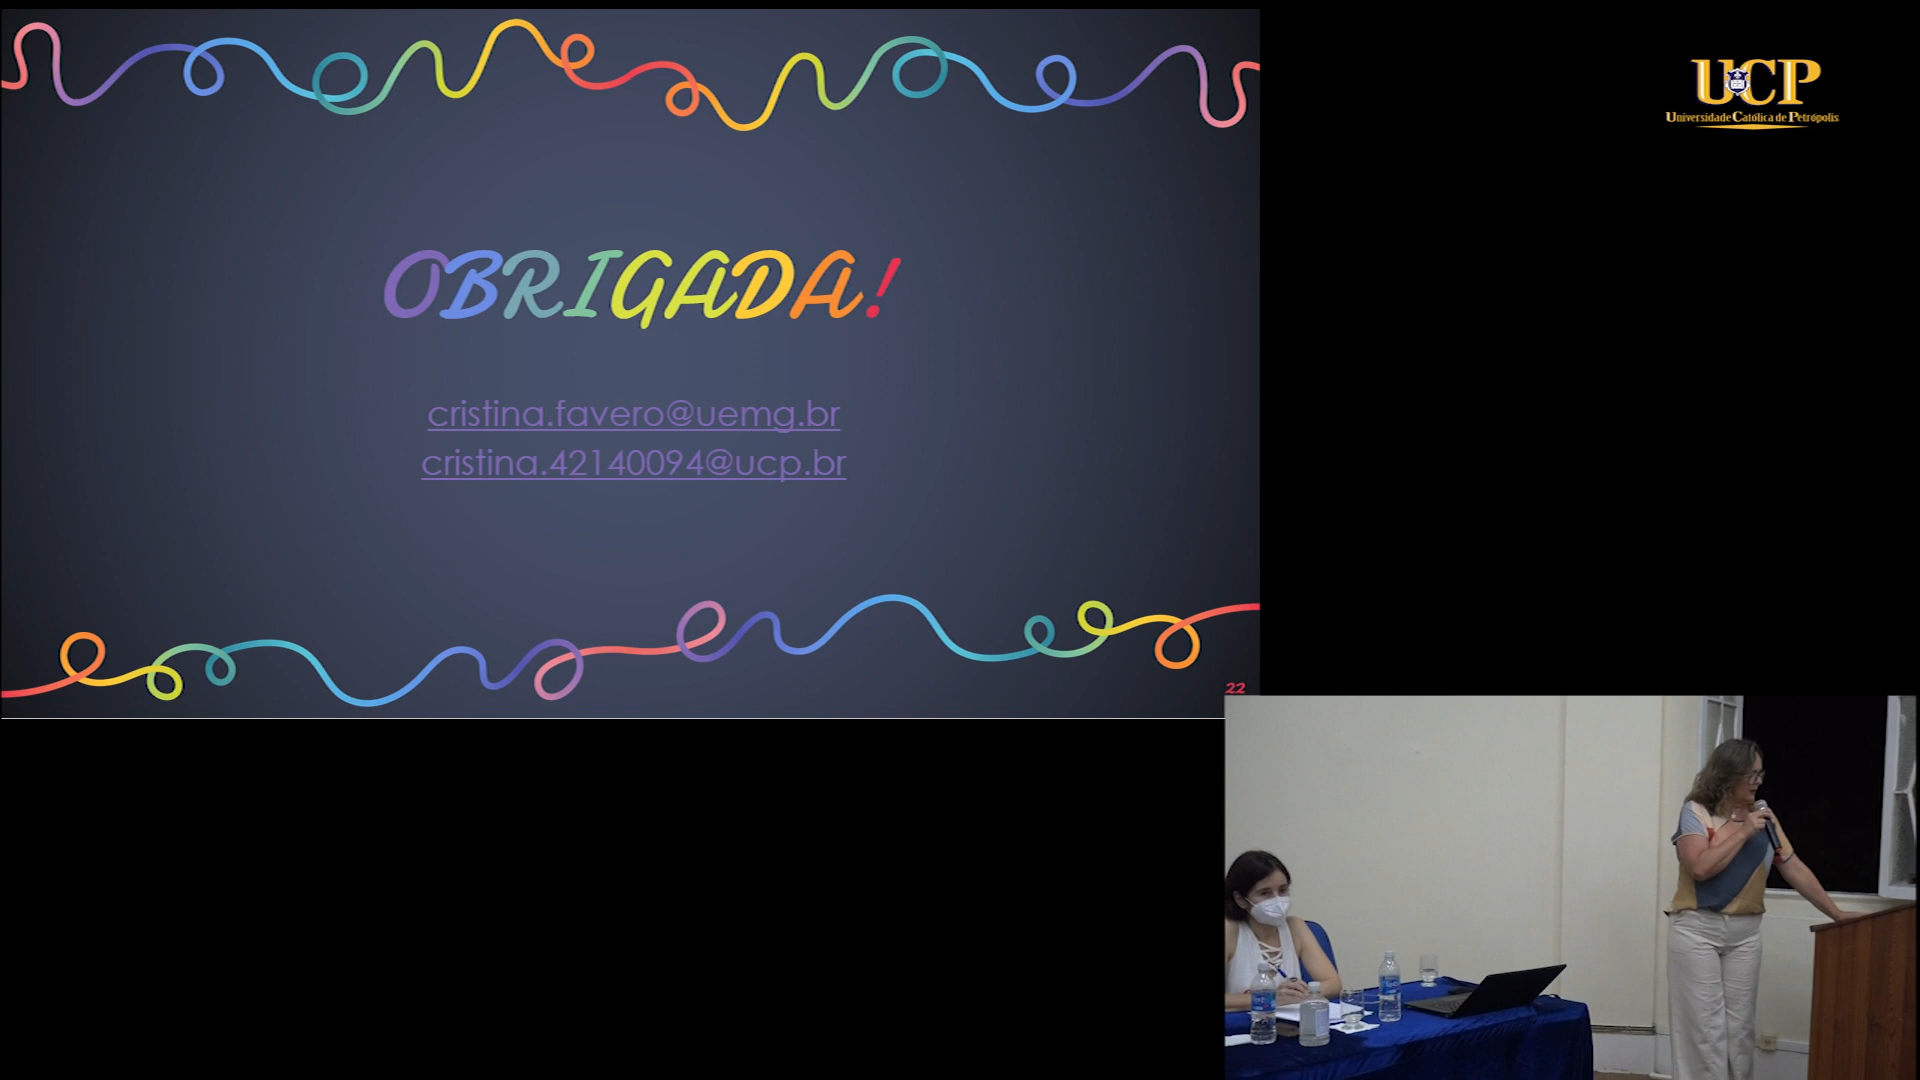 OBRIGADA!
cristina.favero@uemg.br
cristina.42140094@ucp.br
22
UCP
Universidade Católica de Petrópolis